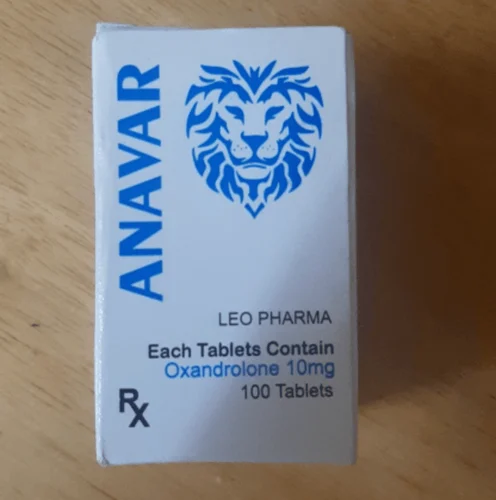 ANAVAR
LEO PHARMA
Each Tablets Contain
Oxandrolone 10mg
100 Tablets
Rx